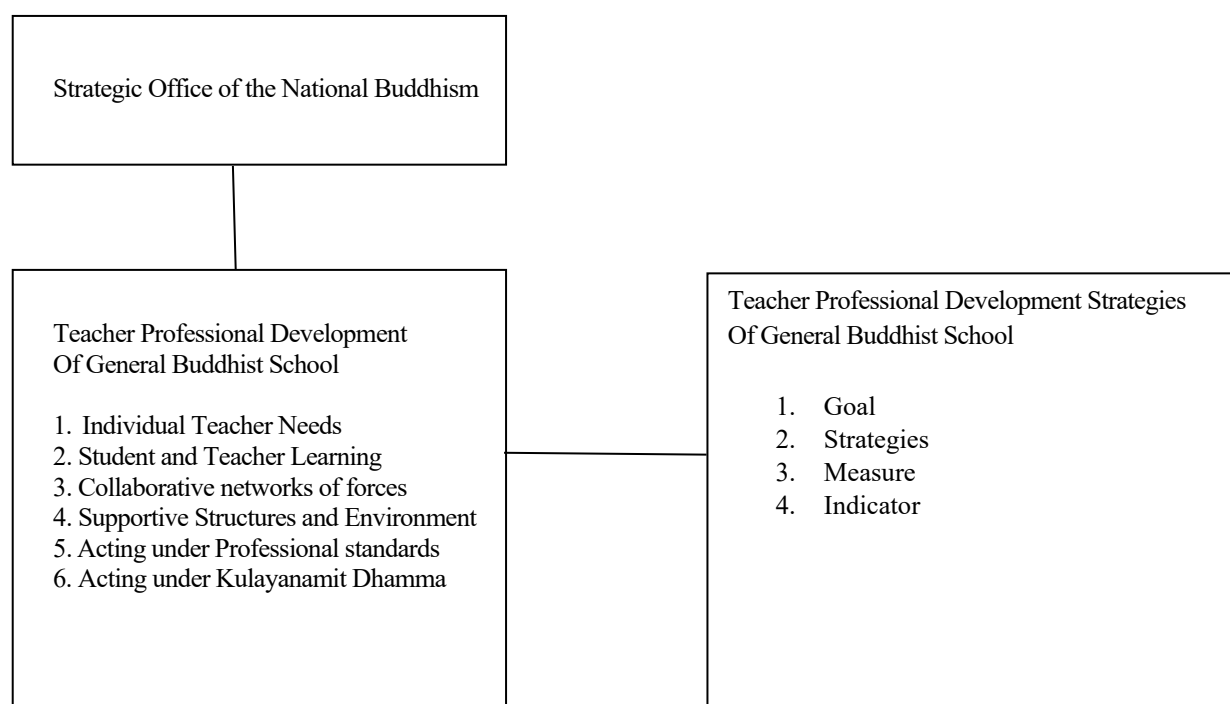 Strategic Office of the National Buddhism
Teacher Professional Development
Of General Buddhist School
1. Individual Teacher Needs
2. Student and Teacher Learning
3. Collaborative networks of forces
4. Supportive Structures and Environment
5. Acting under Professional standards
6. Acting under Kulayanamit Dhamma
Teacher Professional Development Strategies
Of General Buddhist School
1. Goal
2. Strategies
3. Measure
4. Indicator